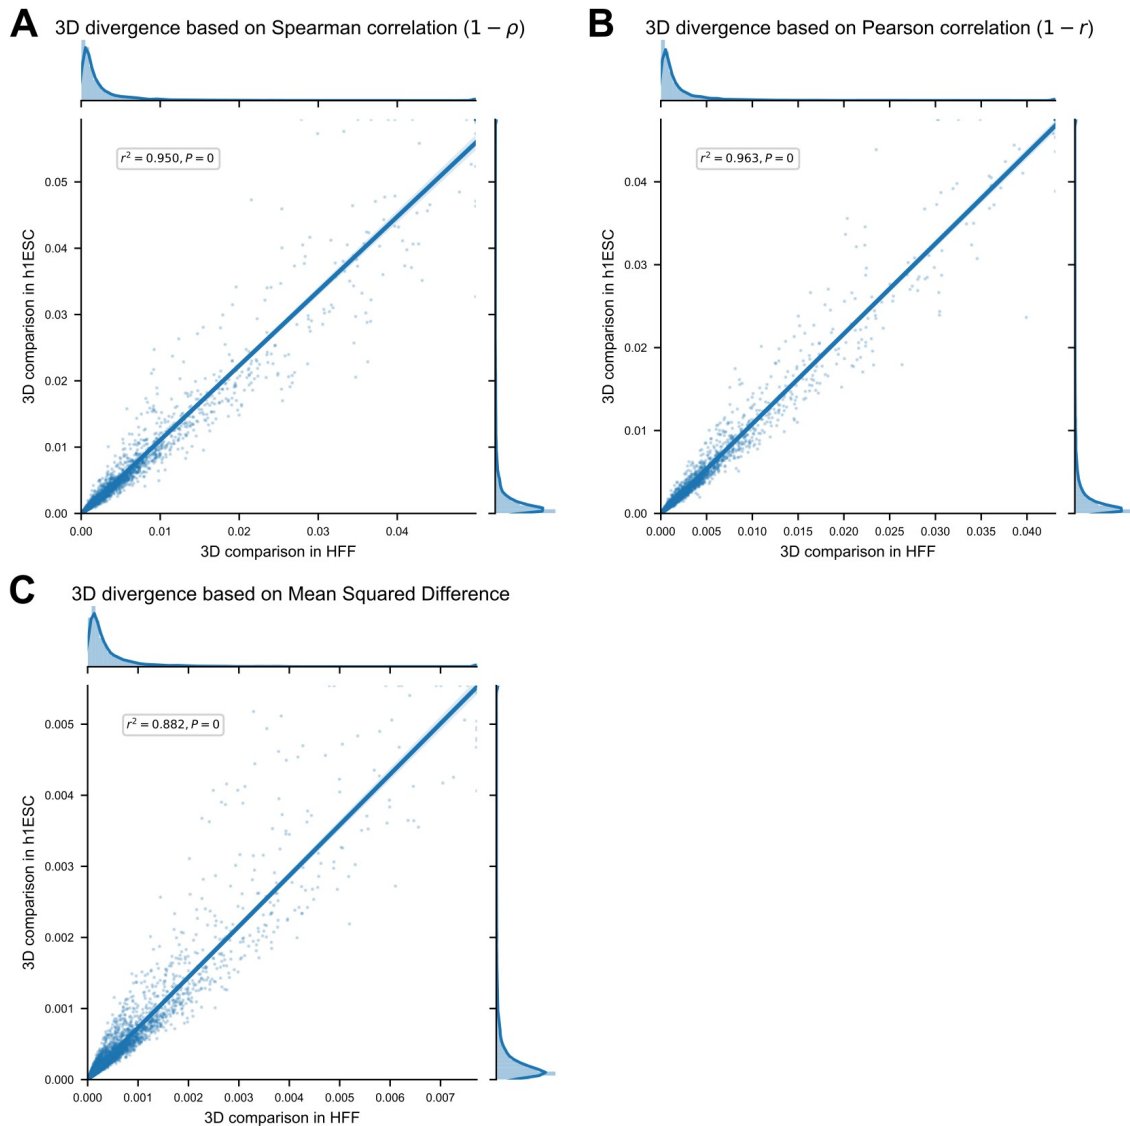 A 3D divergence based on Spearman correlation (1 − ρ)
r² = 0.950, P = 0
3D comparison in h1ESC
0.05
0.04
0.03
0.02
0.01
0.00
0.00 0.01 0.02 0.03 0.04
3D comparison in HFF
B 3D divergence based on Pearson correlation (1 − r)
r² = 0.963, P = 0
3D comparison in h1ESC
0.04
0.03
0.02
0.01
0.00
0.000 0.005 0.010 0.015 0.020 0.025 0.030 0.035 0.040
3D comparison in HFF
C 3D divergence based on Mean Squared Difference
r² = 0.882, P = 0
3D comparison in h1ESC
0.005
0.004
0.003
0.002
0.001
0.000
0.000 0.001 0.002 0.003 0.004 0.005 0.006 0.007
3D comparison in HFF